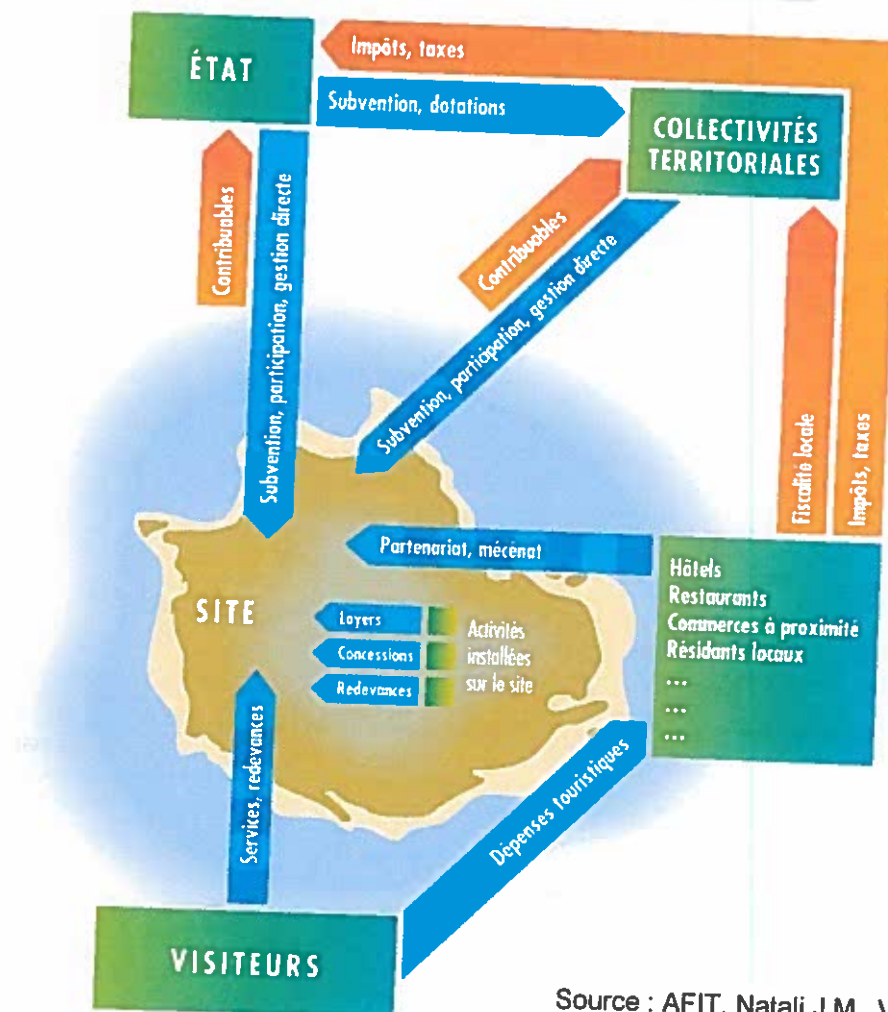 Impôts, taxes
ÉTAT
Subvention, dotations
COLLECTIVITÉS
TERRITORIALES
Contribuables
Subvention, participation, gestion directe
Contribuables
Subvention, participation, gestion directe
Fiscalité locale
Impôts, taxes
Partenariat, mécénat
Hôtels
Restaurants
Commerces à proximité
Résidants locaux
...
...
...
SITE
Loyers
Concessions
Redevances
Activités
installées
sur le site
Services, redevances
Dépenses touristiques
VISITEURS
Source : AFIT, Natali J.M.,